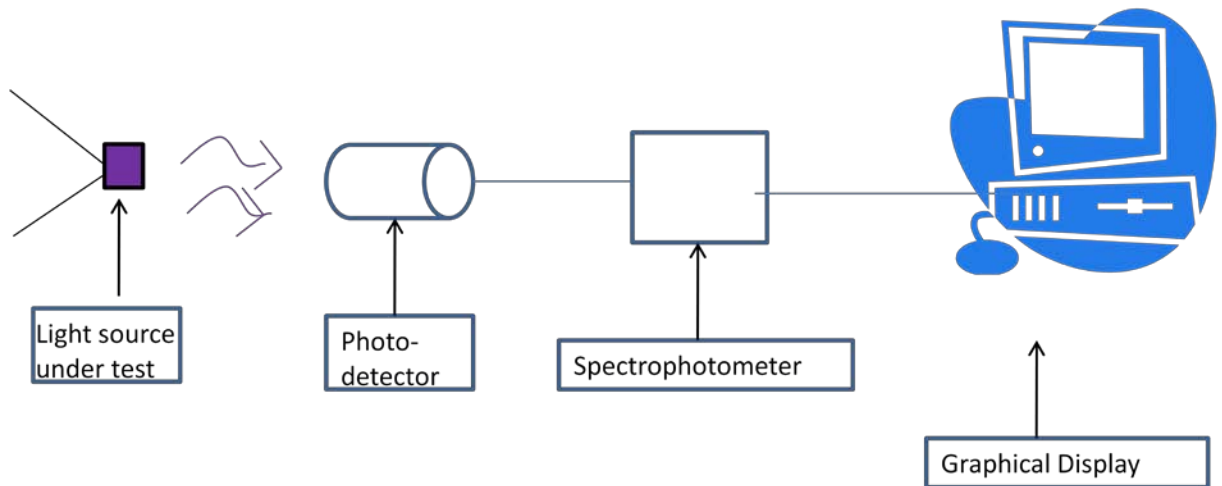 Light source
under test
Photo-
detector
Spectrophotometer
Graphical Display